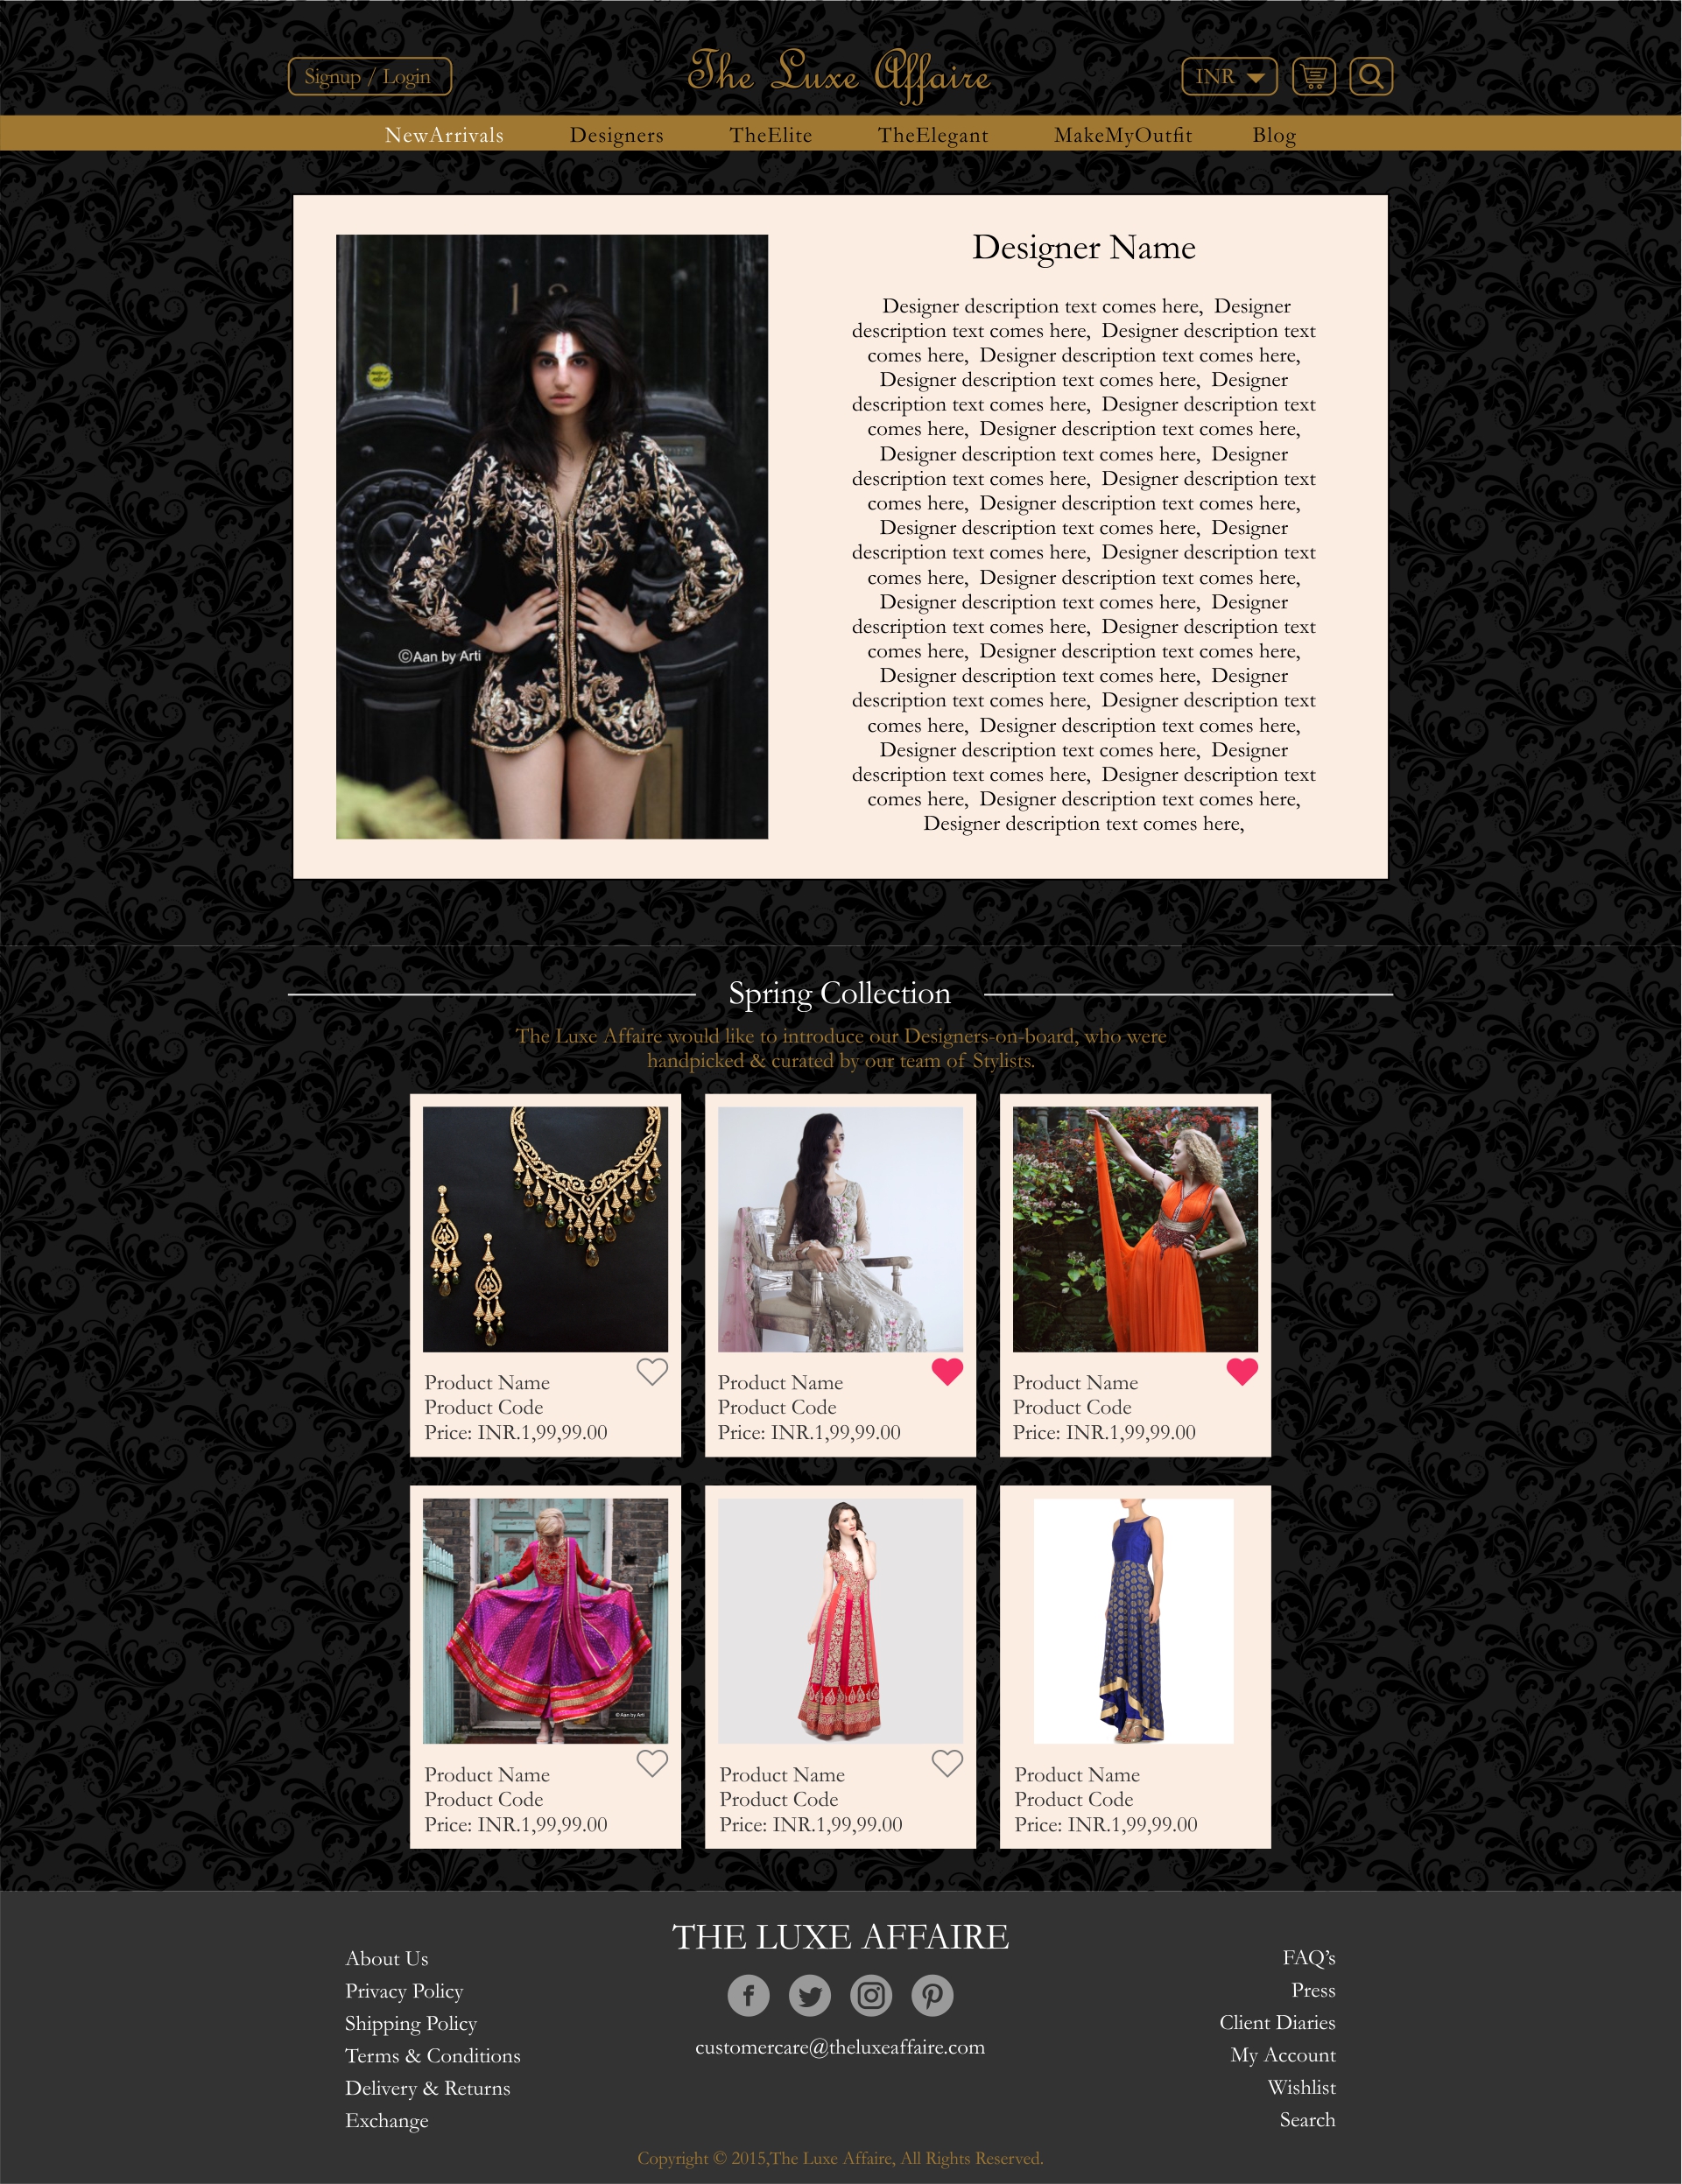 Signup / Login
The Luxe Affaire
INR
NewArrivals Designers TheElite TheElegant MakeMyOutfit Blog
©Aan by Arti
Designer Name
Designer description text comes here, Designer
description text comes here, Designer description text
comes here, Designer description text comes here,
Designer description text comes here, Designer
description text comes here, Designer description text
comes here, Designer description text comes here,
Designer description text comes here, Designer
description text comes here, Designer description text
comes here, Designer description text comes here,
Designer description text comes here, Designer
description text comes here, Designer description text
comes here, Designer description text comes here,
Designer description text comes here, Designer
description text comes here, Designer description text
comes here, Designer description text comes here,
Designer description text comes here, Designer
description text comes here, Designer description text
comes here, Designer description text comes here,
Designer description text comes here, Designer
description text comes here, Designer description text
comes here, Designer description text comes here,
Designer description text comes here,
Spring Collection
The Luxe Affaire would like to introduce our Designers-on-board, who were
handpicked & curated by our team of Stylists.
Product Name
Product Code
Price: INR.1,99,99.00
Product Name
Product Code
Price: INR.1,99,99.00
Product Name
Product Code
Price: INR.1,99,99.00
©Aan by Arti
Product Name
Product Code
Price: INR.1,99,99.00
Product Name
Product Code
Price: INR.1,99,99.00
Product Name
Product Code
Price: INR.1,99,99.00
About Us
Privacy Policy
Shipping Policy
Terms & Conditions
Delivery & Returns
Exchange
THE LUXE AFFAIRE
customercare@theluxeaffaire.com
FAQ’s
Press
Client Diaries
My Account
Wishlist
Search
Copyright © 2015,The Luxe Affaire, All Rights Reserved.